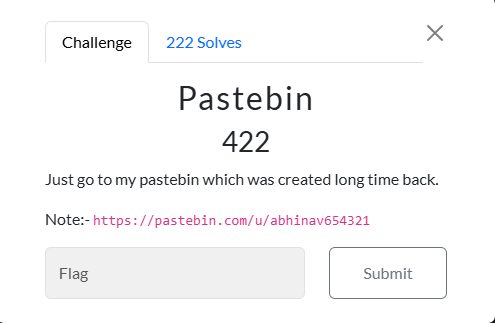 Challenge
222 Solves
Pastebin
422
Just go to my pastebin which was created long time back.
Note:- https://pastebin.com/u/abhinav654321
Flag
Submit